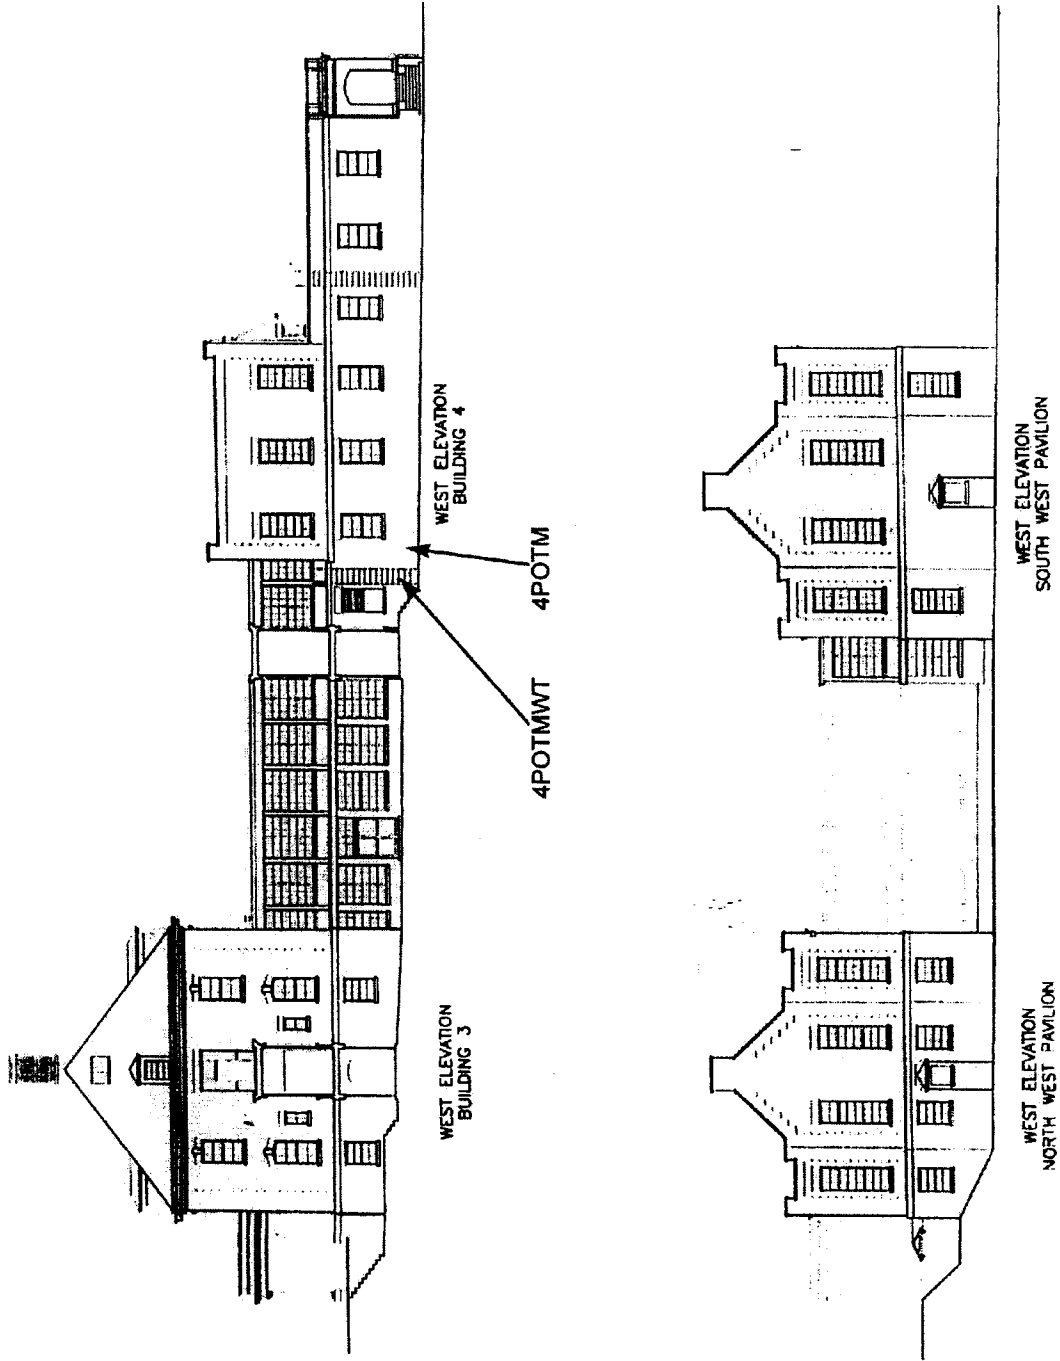 WEST ELEVATION
BUILDING 3
WEST ELEVATION
BUILDING 4
4POTMWT
4POTM
WEST ELEVATION
NORTH WEST PAVILION
WEST ELEVATION
SOUTH WEST PAVILION